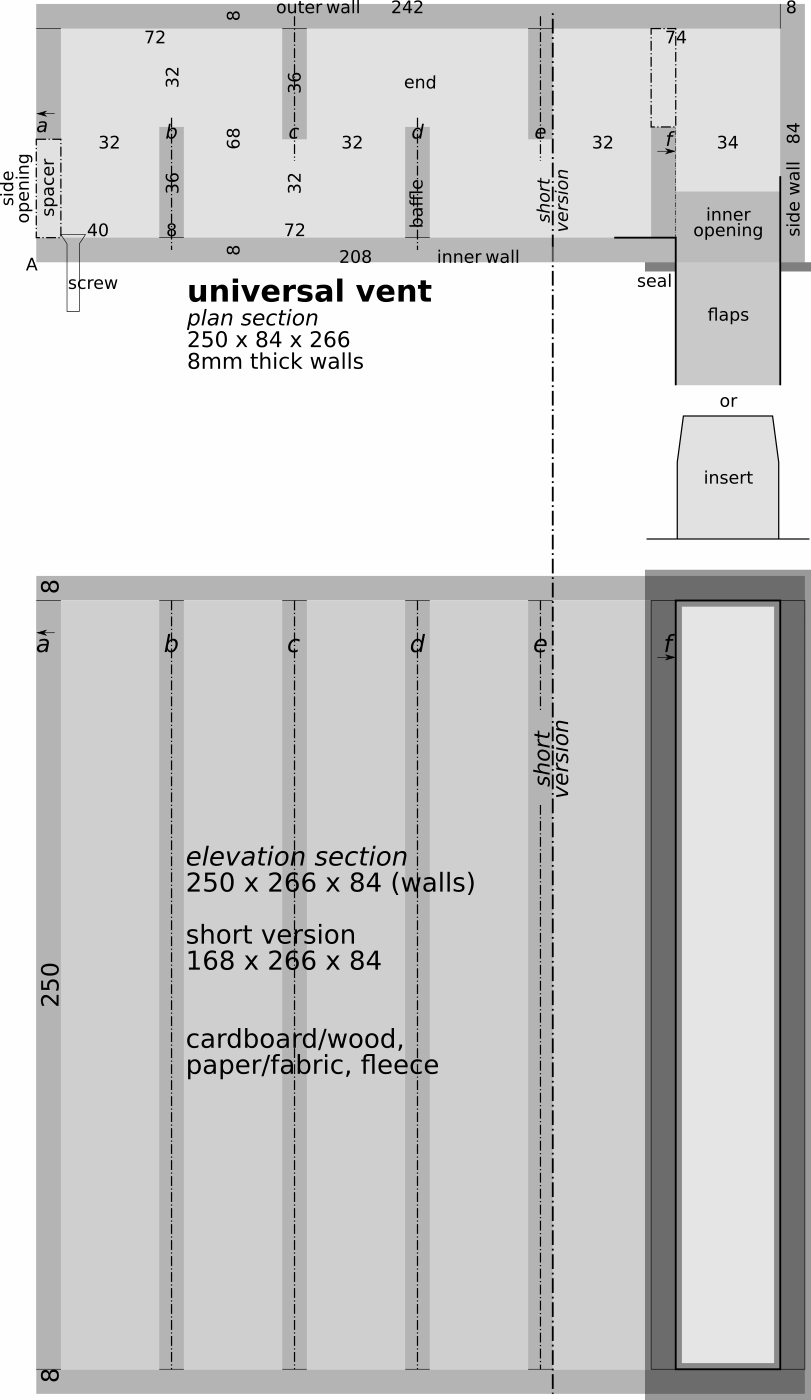 8
outer wall
242
8
72
74
32
36
end
a
b
c
d
e
f
84
32
68
32
32
34
side
opening
spacer
36
32
baffle
short
version
side wall
inner
opening
40
8
72
A
8
208
inner wall
screw
seal
universal vent
plan section
250 x 84 x 266
8mm thick walls
flaps
or
insert
8
a
b
c
d
e
f
short
version
elevation section
250 x 266 x 84 (walls)
short version
168 x 266 x 84
250
cardboard/wood,
paper/fabric, fleece
8